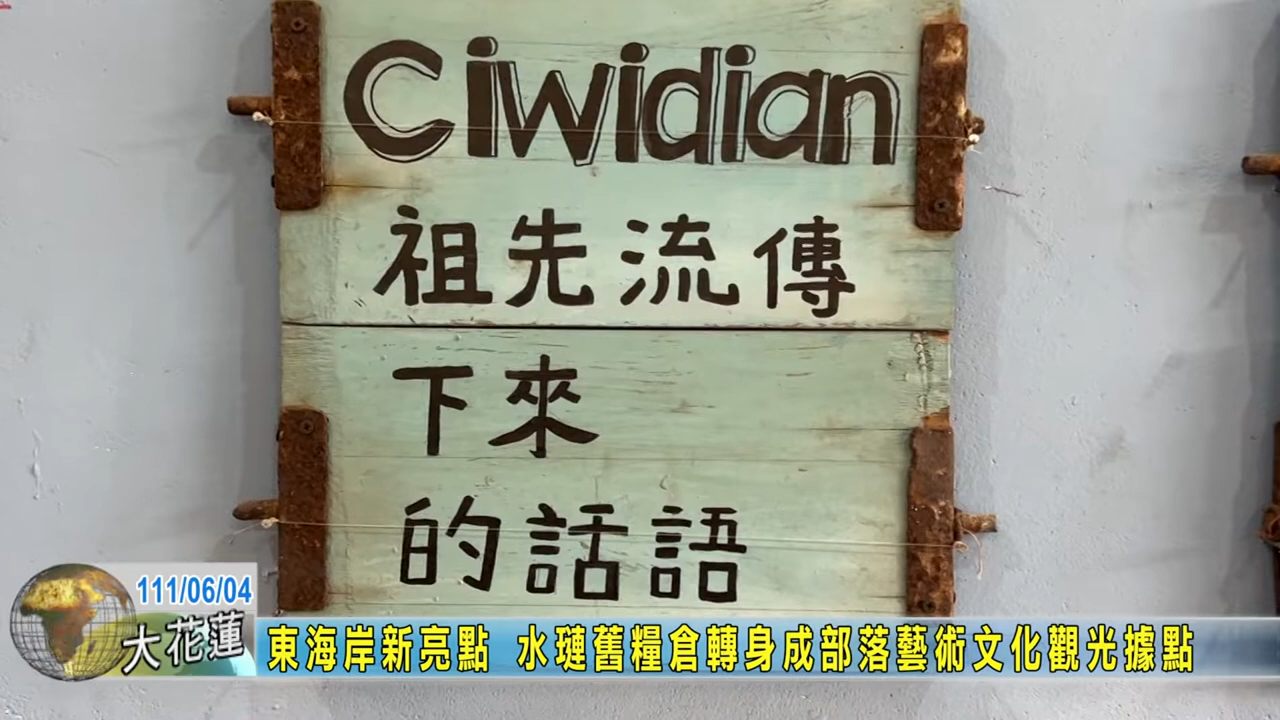 Ciwidian
祖先流傳
下來
的話語
111/06/04
大花蓮
東海岸新亮點 水璉舊糧倉轉身成部落藝術文化觀光據點